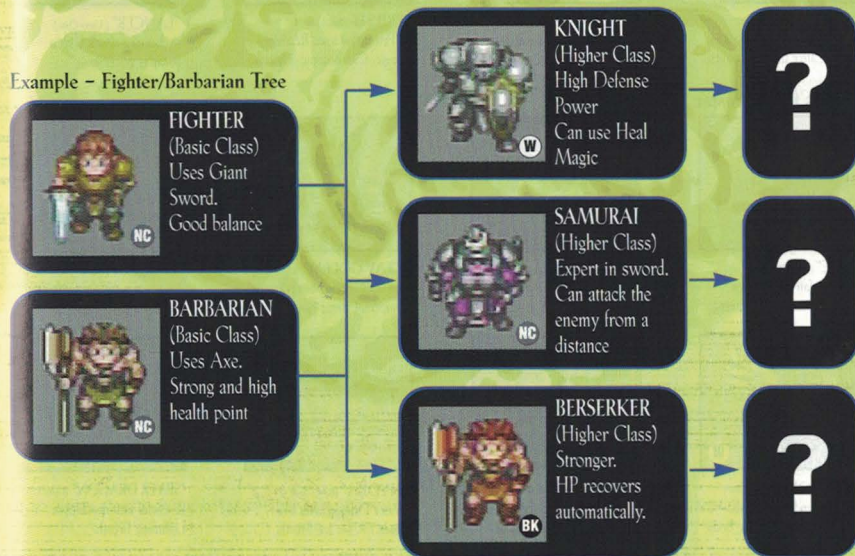 Example – Fighter/Barbarian Tree
FIGHTER
(Basic Class)
Uses Giant
Sword.
Good balance
NC
BARBARIAN
(Basic Class)
Uses Axe.
Strong and high
health point
NC
KNIGHT
(Higher Class)
High Defense
Power
Can use Heal
Magic
W
?
SAMURAI
(Higher Class)
Expert in sword.
Can attack the
enemy from a
distance
NC
?
BERSERKER
(Higher Class)
Stronger.
HP recovers
automatically.
BK
?